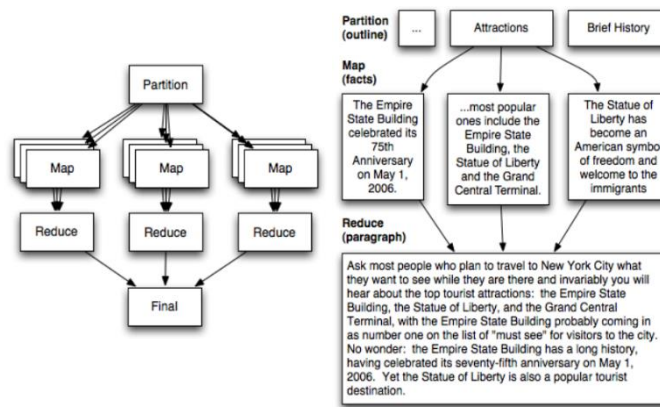 Partition
Map
Map
Map
Reduce
Reduce
Reduce
Final
Partition
(outline)
...
Attractions
Brief History
Map
(facts)
The Empire
State Building
celebrated its
75th
Anniversary
on May 1,
2006.
...most popular
ones include the
Empire State
Building, the
Statue of Liberty
and the Grand
Central Terminal.
The Statue of
Liberty has
become an
American symbol
of freedom and
welcome to the
immigrants
Reduce
(paragraph)
Ask most people who plan to travel to New York City what
they want to see while they are there and invariably you will
hear about the top tourist attractions: the Empire State
Building, the Statue of Liberty, and the Grand Central
Terminal, with the Empire State Building probably coming in
as number one on the list of "must see" for visitors to the city.
No wonder: the Empire State Building has a long history,
having celebrated its seventy-fifth anniversary on May 1,
2006. Yet the Statue of Liberty is also a popular tourist
destination.